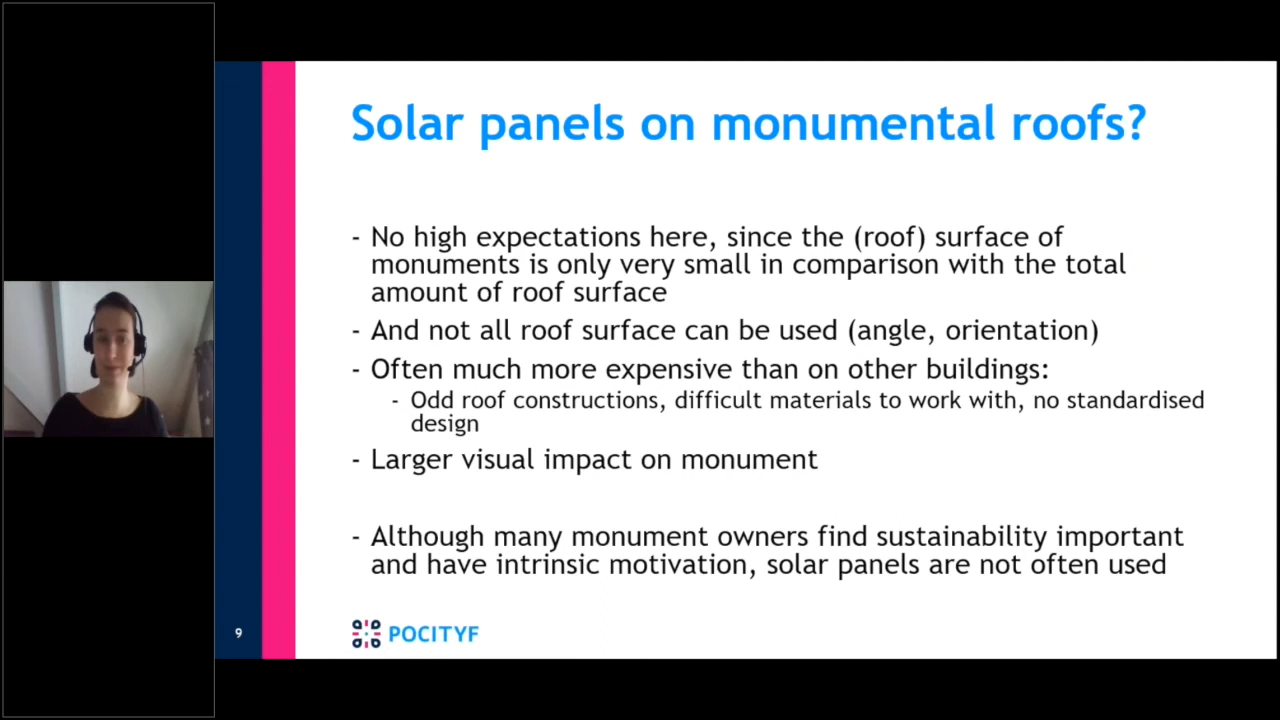 Solar panels on monumental roofs?
- No high expectations here, since the (roof) surface of
monuments is only very small in comparison with the total
amount of roof surface
- And not all roof surface can be used (angle, orientation)
- Often much more expensive than on other buildings:
- Odd roof constructions, difficult materials to work with, no standardised
design
- Larger visual impact on monument
- Although many monument owners find sustainability important
and have intrinsic motivation, solar panels are not often used
9
POCITYF